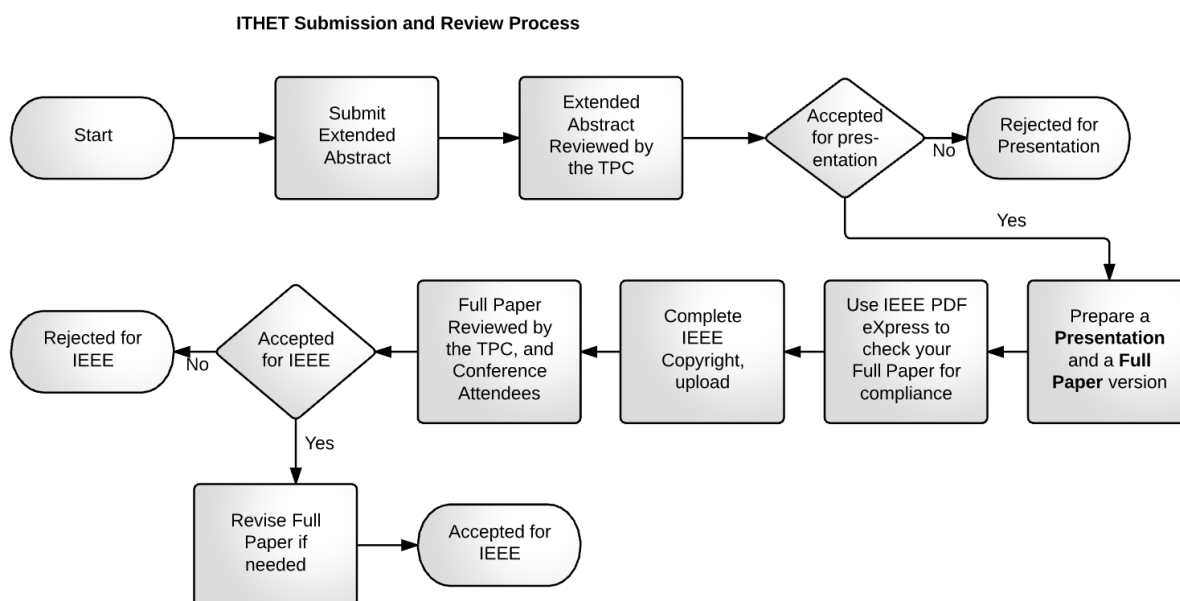 ITHET Submission and Review Process
Start
Submit
Extended
Abstract
Extended
Abstract
Reviewed by
the TPC
Accepted
for pres-
entation
No
Rejected for
Presentation
Yes
Prepare a
Presentation
and a Full
Paper version
Use IEEE PDF
eXpress to
check your
Full Paper for
compliance
Complete
IEEE
Copyright,
upload
Full Paper
Reviewed by
the TPC, and
Conference
Attendees
Accepted
for IEEE
No
Rejected for
IEEE
Yes
Revise Full
Paper if
needed
Accepted for
IEEE